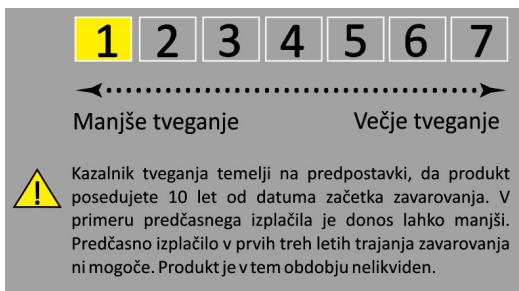 1 2 3 4 5 6 7
Manjše tveganje Večje tveganje
Kazalnik tveganja temelji na predpostavki, da produkt
posedujete 10 let od datuma začetka zavarovanja. V
primeru predčasnega izplačila je donos lahko manjši.
Predčasno izplačilo v prvih treh letih trajanja zavarovanja
ni mogoče. Produkt je v tem obdobju nelikviden.